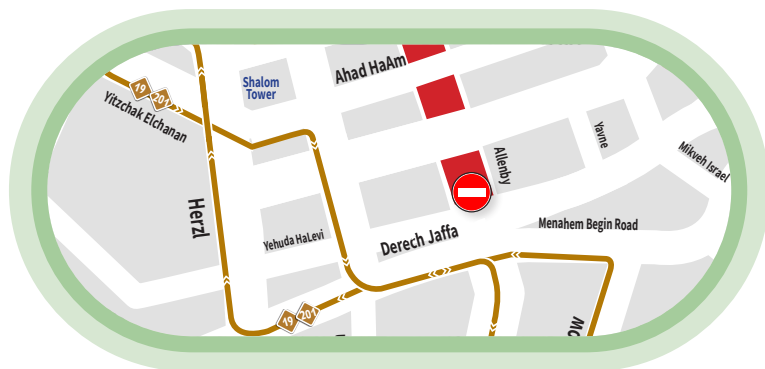 19
201
Yitzchak Elchanan
Shalom
Tower
Ahad HaAm
Yavne
Allenby
Mikveh Israel
Herzl
Yehuda HaLevi
Derech Jaffa
Menahem Begin Road
19
201